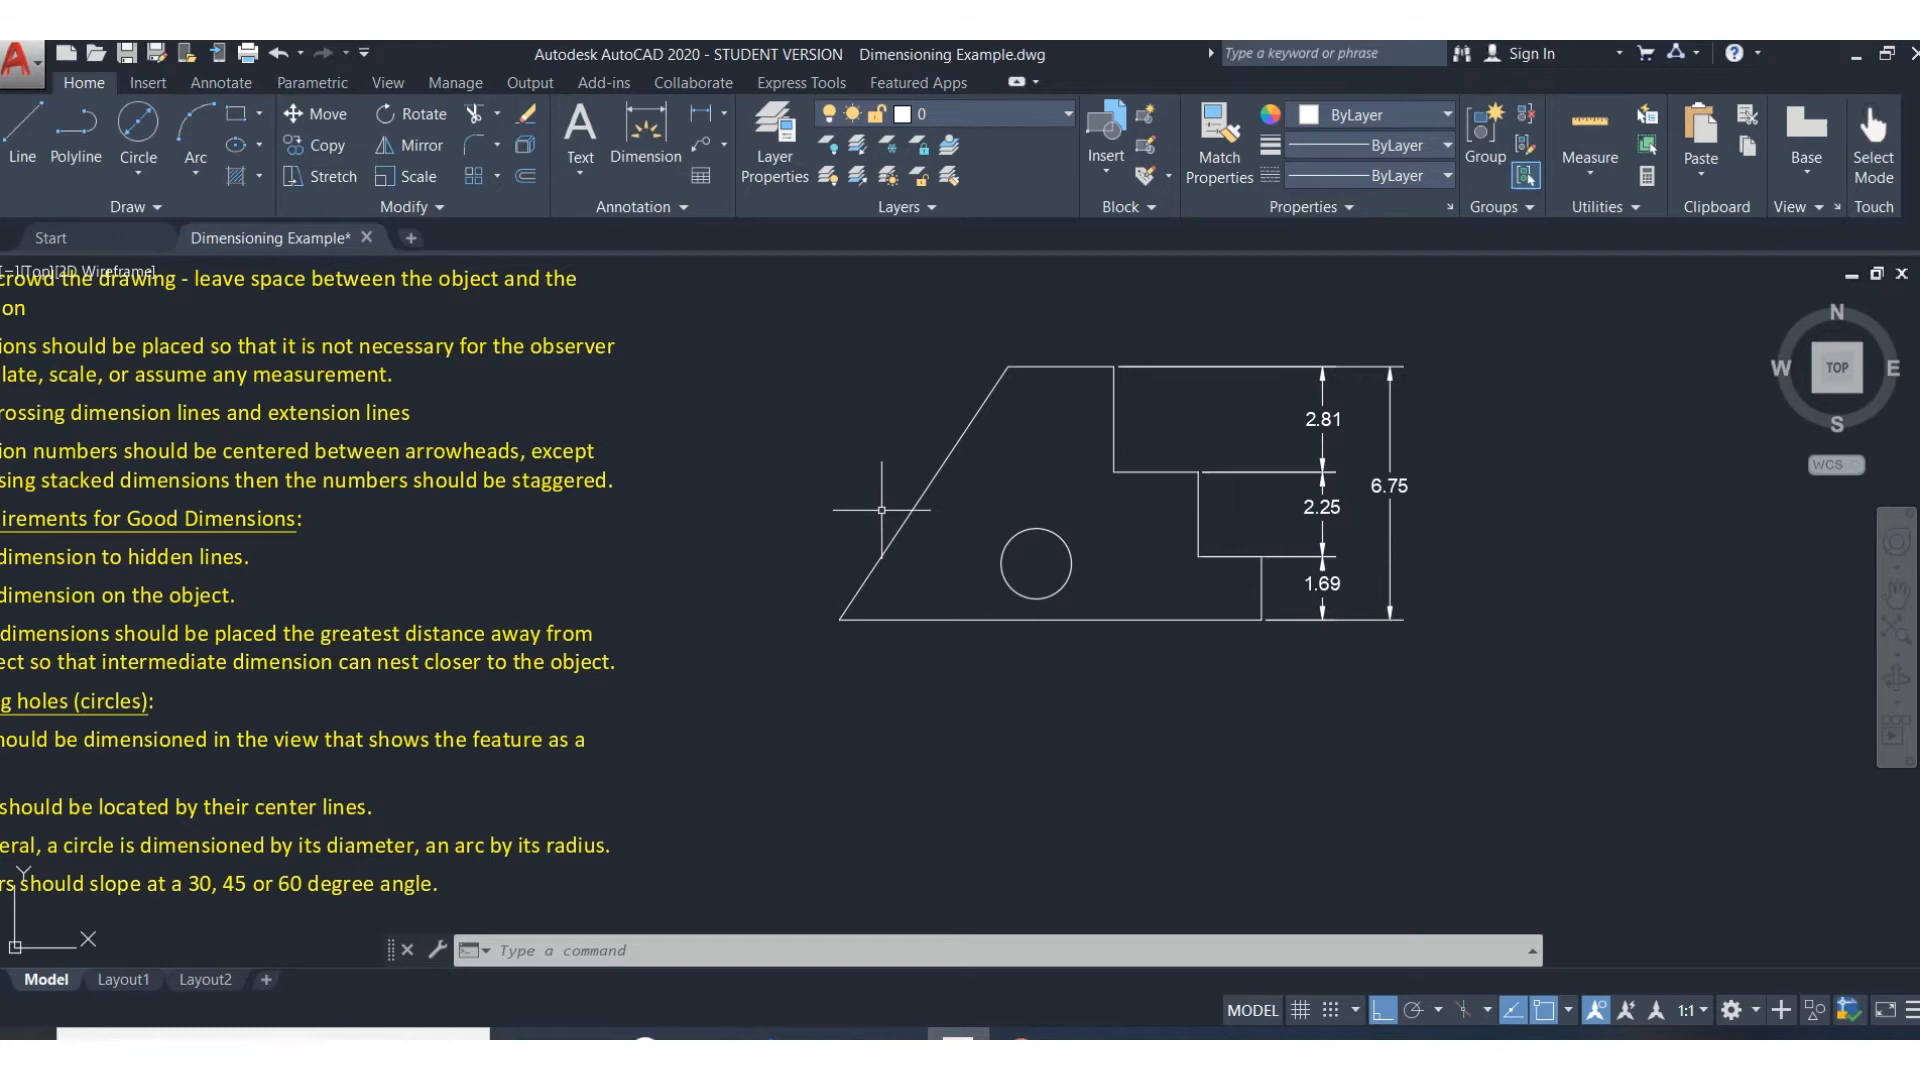 Autodesk AutoCAD 2020 - STUDENT VERSION Dimensioning Example.dwg
Type a keyword or phrase
Sign In
Home Insert Annotate Parametric View Manage Output Add-ins Collaborate Express Tools Featured Apps
Line Polyline Circle Arc
Move Rotate
Copy Mirror
Stretch Scale
Text Dimension
Layer Properties
0
Insert
Match Properties
ByLayer
ByLayer
ByLayer
Group
Measure
Paste
Base
Select Mode
Draw Modify Annotation Layers Block Properties Groups Utilities Clipboard View Touch
Start Dimensioning Example*
[−][Top][2D Wireframe]
crowd the drawing - leave space between the object and the
on
ions should be placed so that it is not necessary for the observer
late, scale, or assume any measurement.
rossing dimension lines and extension lines
ion numbers should be centered between arrowheads, except
sing stacked dimensions then the numbers should be staggered.
irements for Good Dimensions:
dimension to hidden lines.
dimension on the object.
dimensions should be placed the greatest distance away from
ect so that intermediate dimension can nest closer to the object.
g holes (circles):
hould be dimensioned in the view that shows the feature as a
should be located by their center lines.
eral, a circle is dimensioned by its diameter, an arc by its radius.
rs should slope at a 30, 45 or 60 degree angle.
2.81
2.25
1.69
6.75
N
W TOP E
S
WCS
Y
X
Type a command
Model Layout1 Layout2
MODEL
1:1